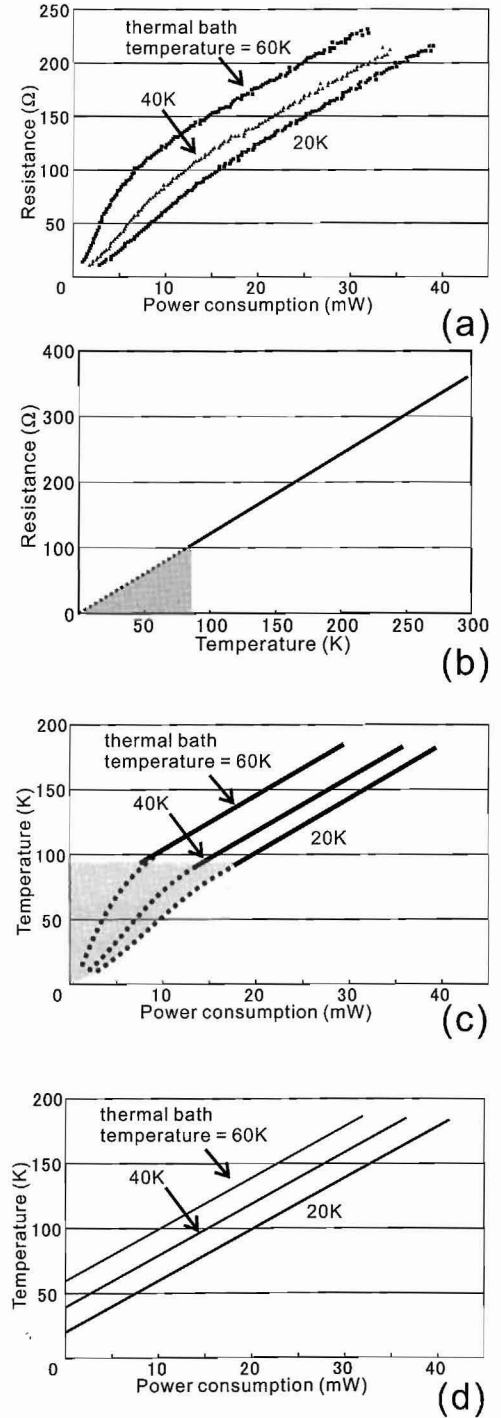 250
200
150
100
50
0
Resistance (Ω)
thermal bath
temperature = 60K
40K
20K
10 20 30 40
Power consumption (mW)
(a)
400
300
200
100
0
Resistance (Ω)
50 100 150 200 250 300
Temperature (K)
(b)
200
150
100
50
0
Temperature (K)
thermal bath
temperature = 60K
40K
20K
10 20 30 40
Power consumption (mW)
(c)
200
150
100
50
0
Temperature (K)
thermal bath
temperature = 60K
40K
20K
10 20 30 40
Power consumption (mW)
(d)